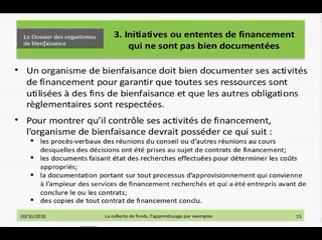 Le Dossier des organismes
de bienfaisance
3. Initiatives ou ententes de financement
qui ne sont pas bien documentées
• Un organisme de bienfaisance doit bien documenter ses activités
de financement pour garantir que toutes ses ressources sont
utilisées à des fins de bienfaisance et que les autres obligations
règlementaires sont respectées.
• Pour montrer qu'il contrôle ses activités de financement,
l'organisme de bienfaisance devrait posséder ce qui suit :
• les procès-verbaux des réunions du conseil ou d'autres réunions au cours
desquelles des décisions ont été prises au sujet de contrats de financement;
• les documents faisant état des recherches effectuées pour déterminer les coûts
appropriés;
• la documentation portant sur tout processus d'approvisionnement qui convient
à l'ampleur des services de financement recherchés et qui a été entrepris avant de
conclure le ou les contrats;
• des copies de tout contrat de financement conclu.
20/10/2010
La collecte de fonds, l'apprentissage par exemples
15